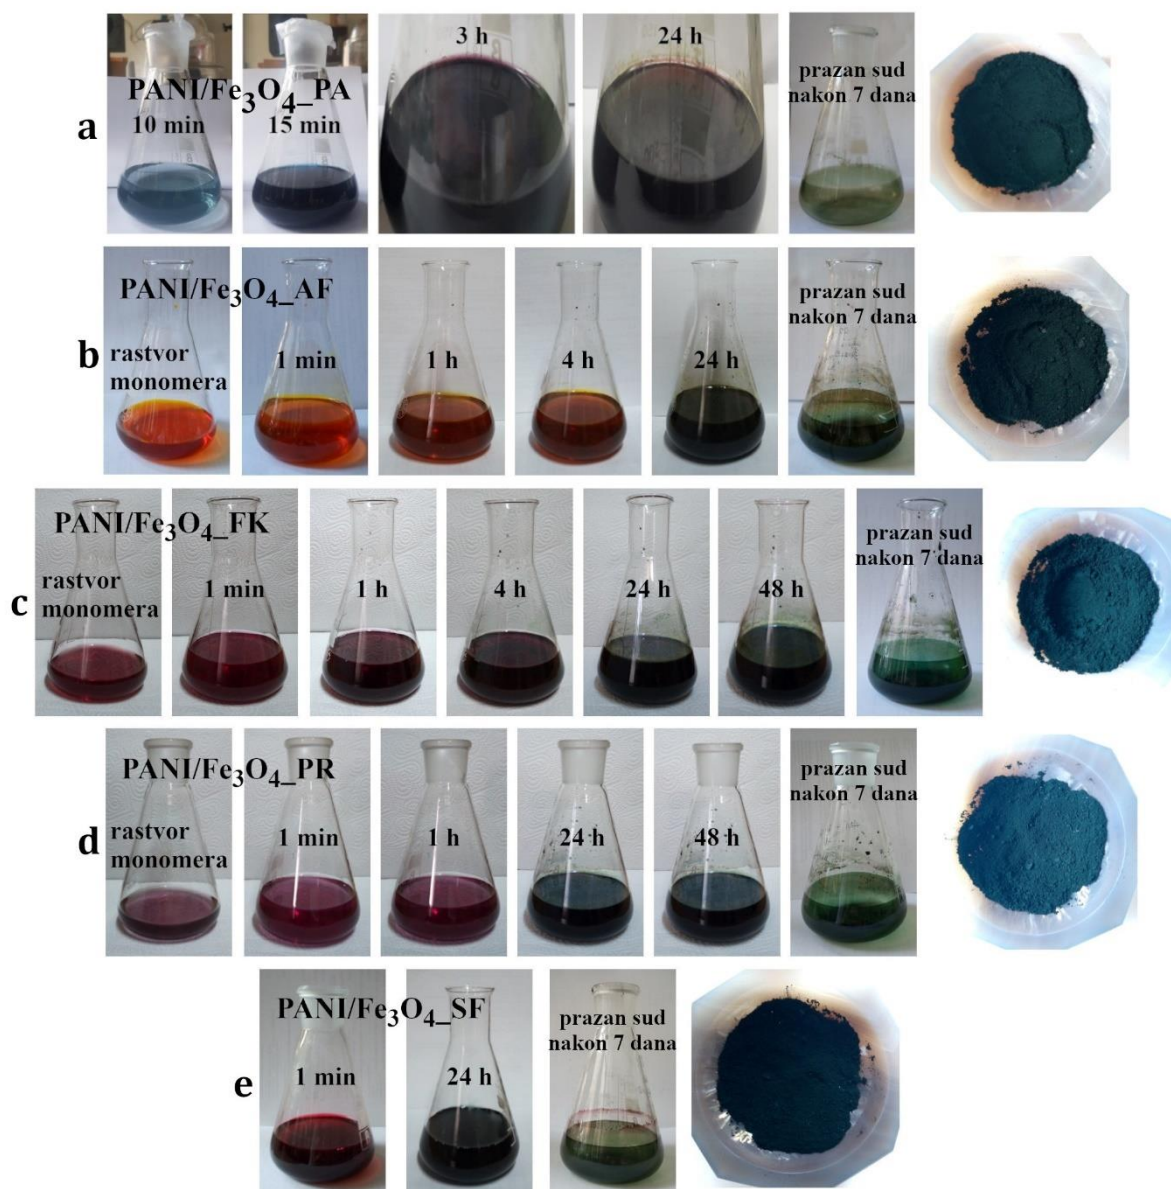 PANI/Fe₃O₄_PA
a
10 min
15 min
3 h
24 h
prazan sud
nakon 7 dana
PANI/Fe₃O₄_AF
b
rastvor
monomera
1 min
1 h
4 h
24 h
prazan sud
nakon 7 dana
PANI/Fe₃O₄_FK
c
rastvor
monomera
1 min
1 h
4 h
24 h
48 h
prazan sud
nakon 7 dana
PANI/Fe₃O₄_PR
d
rastvor
monomera
1 min
1 h
24 h
48 h
prazan sud
nakon 7 dana
PANI/Fe₃O₄_SF
e
1 min
24 h
prazan sud
nakon 7 dana